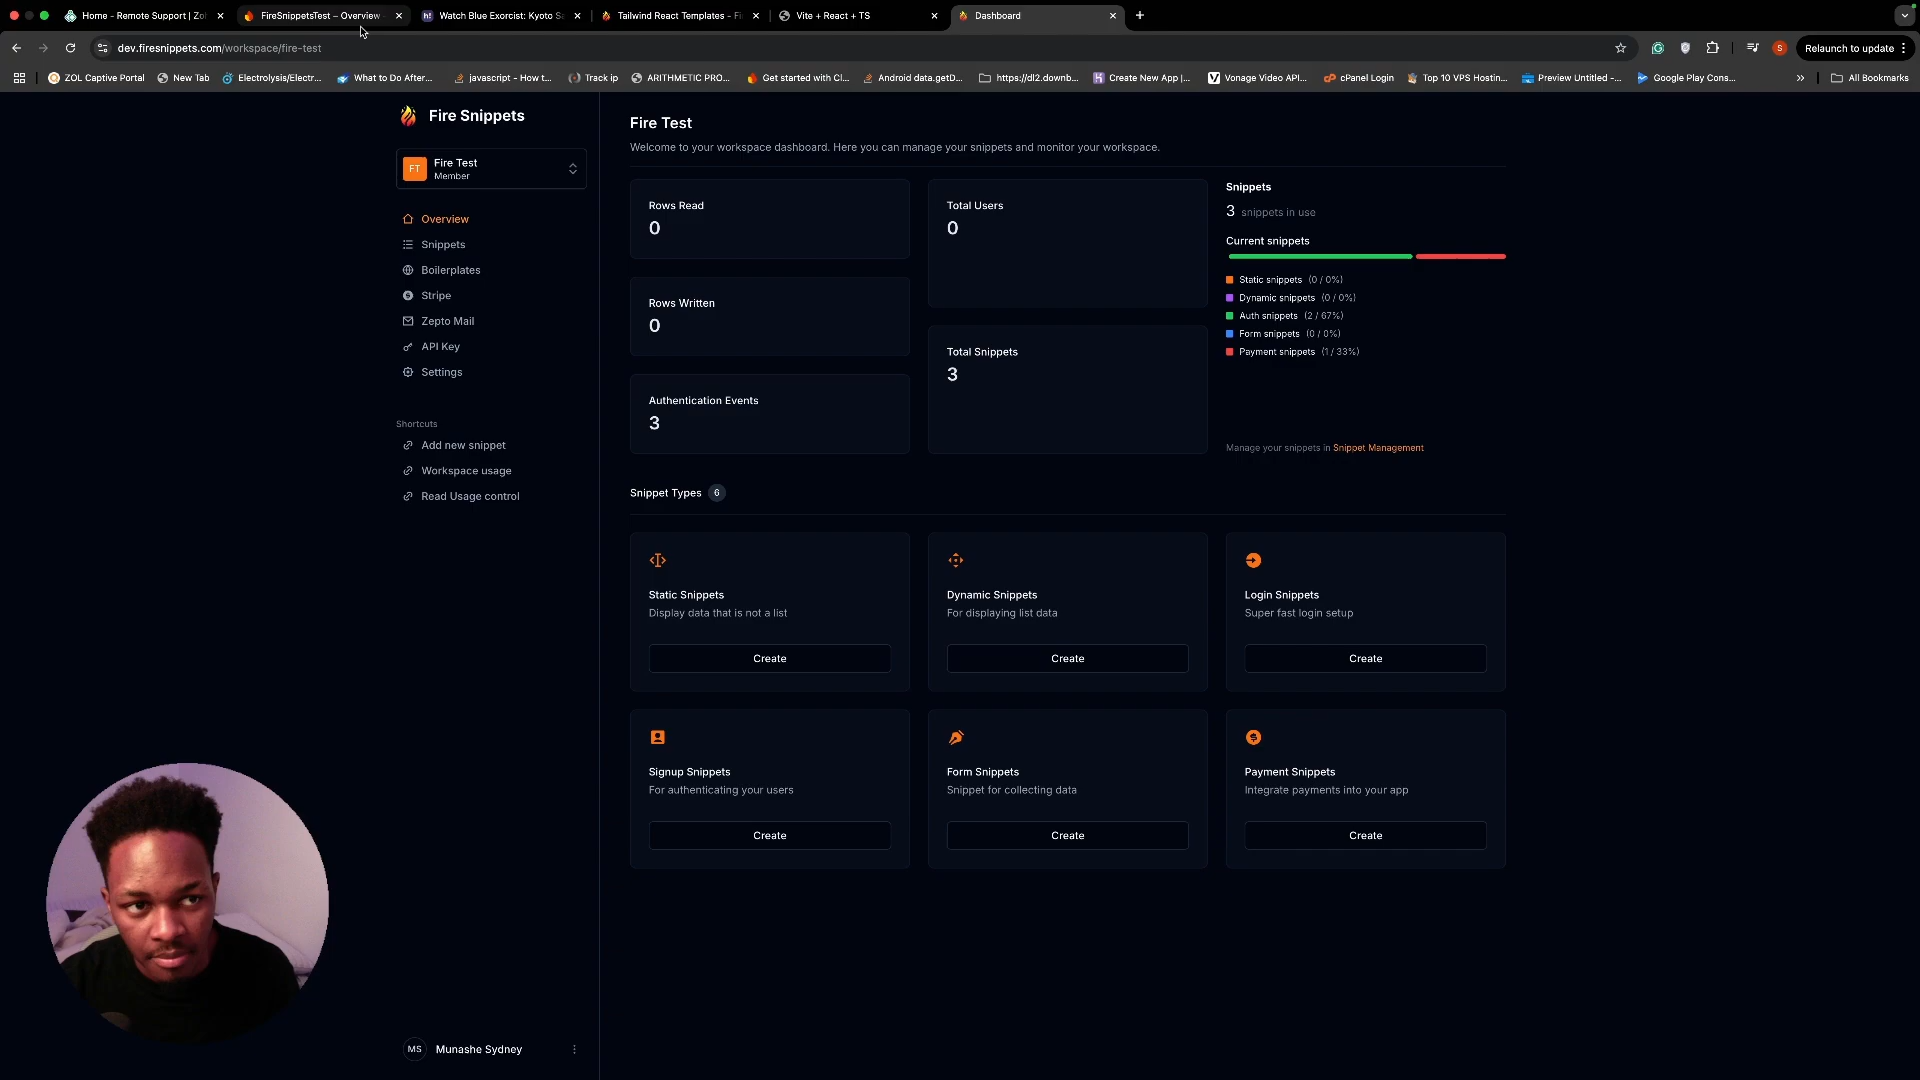 Home - Remote Support | Zo
FireSnippetsTest – Overview
Watch Blue Exorcist: Kyoto Sa
Tailwind React Templates - Fi
Vite + React + TS
Dashboard
dev.firesnippets.com/workspace/fire-test
S
Relaunch to update
ZOL Captive Portal
New Tab
Electrolysis/Electr...
What to Do After...
javascript - How t...
Track ip
ARITHMETIC PRO...
Get started with Cl...
Android data.getD...
https://dl2.downb...
Create New App |...
Vonage Video API...
cPanel Login
Top 10 VPS Hostin...
Preview Untitled -...
Google Play Cons...
»
All Bookmarks
Fire Snippets
FT
Fire Test
Member
Overview
Snippets
Boilerplates
Stripe
Zepto Mail
API Key
Settings
Shortcuts
Add new snippet
Workspace usage
Read Usage control
MS
Munashe Sydney
Fire Test
Welcome to your workspace dashboard. Here you can manage your snippets and monitor your workspace.
Rows Read
0
Rows Written
0
Authentication Events
3
Total Users
0
Total Snippets
3
Snippets
3 snippets in use
Current snippets
Static snippets (0 / 0%)
Dynamic snippets (0 / 0%)
Auth snippets (2 / 67%)
Form snippets (0 / 0%)
Payment snippets (1 / 33%)
Manage your snippets in Snippet Management
Snippet Types 6
Static Snippets
Display data that is not a list
Create
Dynamic Snippets
For displaying list data
Create
Login Snippets
Super fast login setup
Create
Signup Snippets
For authenticating your users
Create
Form Snippets
Snippet for collecting data
Create
Payment Snippets
Integrate payments into your app
Create